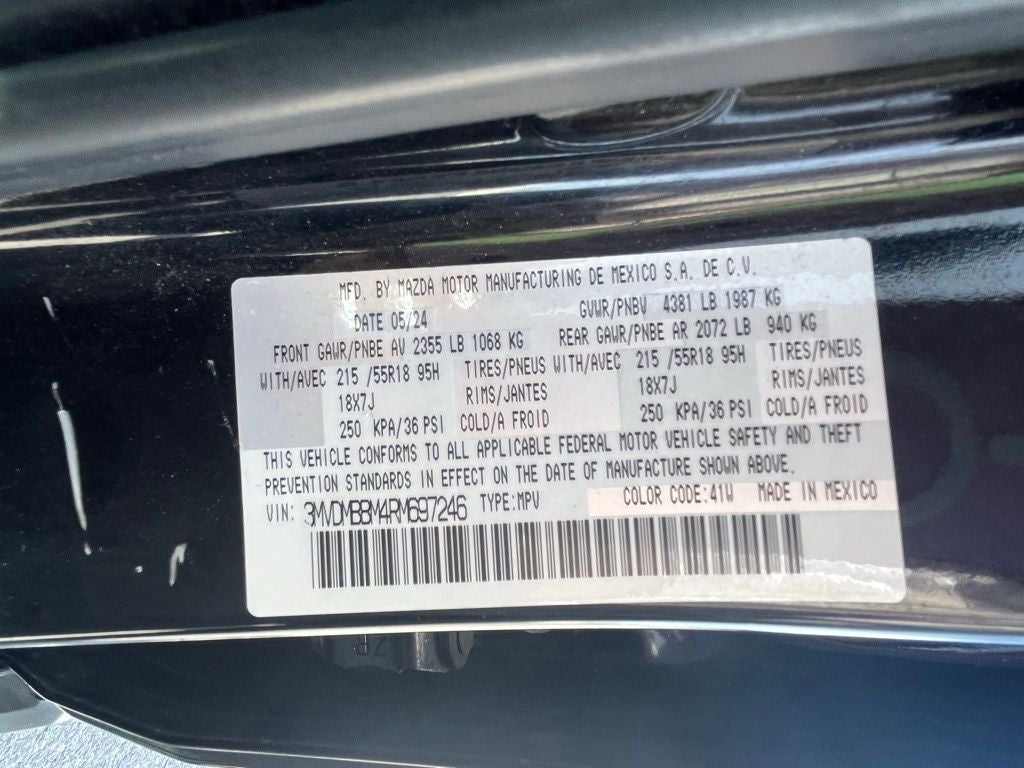 MFD. BY MAZDA MOTOR MANUFACTURING DE MEXICO S.A. DE C.V.
DATE 05/24 GVWR/PNBV 4381 LB 1987 KG
FRONT GAWR/PNBE AV 2355 LB 1068 KG REAR GAWR/PNBE AR 2072 LB 940 KG
WITH/AVEC 215 /55R18 95H TIRES/PNEUS WITH/AVEC 215 /55R18 95H TIRES/PNEUS
18X7J RIMS/JANTES 18X7J RIMS/JANTES
250 KPA/36 PSI COLD/A FROID 250 KPA/36 PSI COLD/A FROID
THIS VEHICLE CONFORMS TO ALL APPLICABLE FEDERAL MOTOR VEHICLE SAFETY AND THEFT
PREVENTION STANDARDS IN EFFECT ON THE DATE OF MANUFACTURE SHOWN ABOVE.
VIN: 3MVDMBBM4RM697246 TYPE:MPV COLOR CODE:41W MADE IN MEXICO